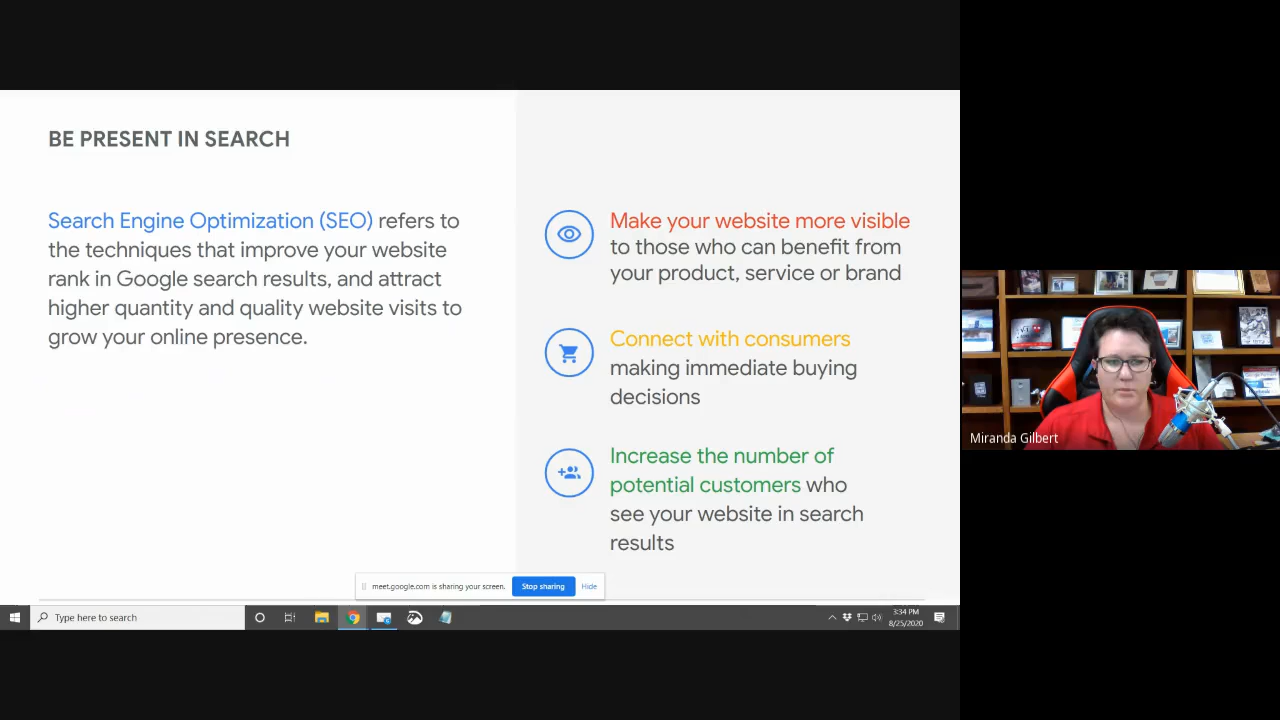 BE PRESENT IN SEARCH
Search Engine Optimization (SEO) refers to
the techniques that improve your website
rank in Google search results, and attract
higher quantity and quality website visits to
grow your online presence.
Make your website more visible
to those who can benefit from
your product, service or brand
Connect with consumers
making immediate buying
decisions
Increase the number of
potential customers who
see your website in search
results
meet.google.com is sharing your screen.
Stop sharing
Hide
Type here to search
3:34 PM
8/25/2020
Miranda Gilbert